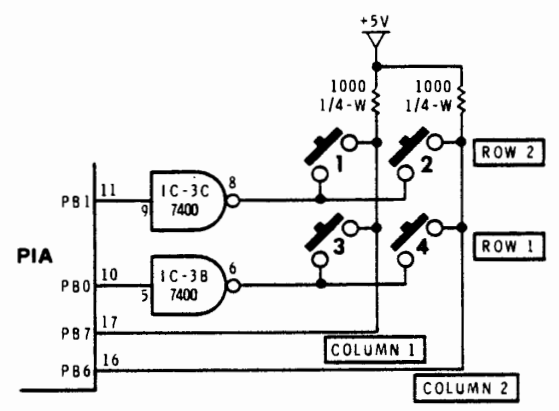 +5V
1000
1/4-W
1000
1/4-W
1
2
ROW 2
PB1
11
9
IC-3C
7400
8
3
4
ROW 1
PIA
PB0
10
5
IC-3B
7400
6
PB7
17
COLUMN 1
PB6
16
COLUMN 2